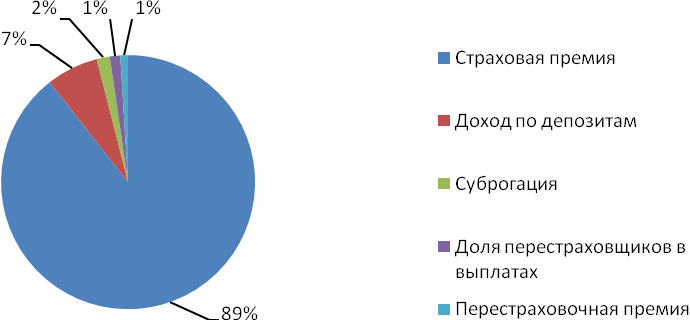 2%
1%
1%
7%
89%
Страховая премия
Доход по депозитам
Суброгация
Доля перестраховщиков в
выплатах
Перестраховочная премия